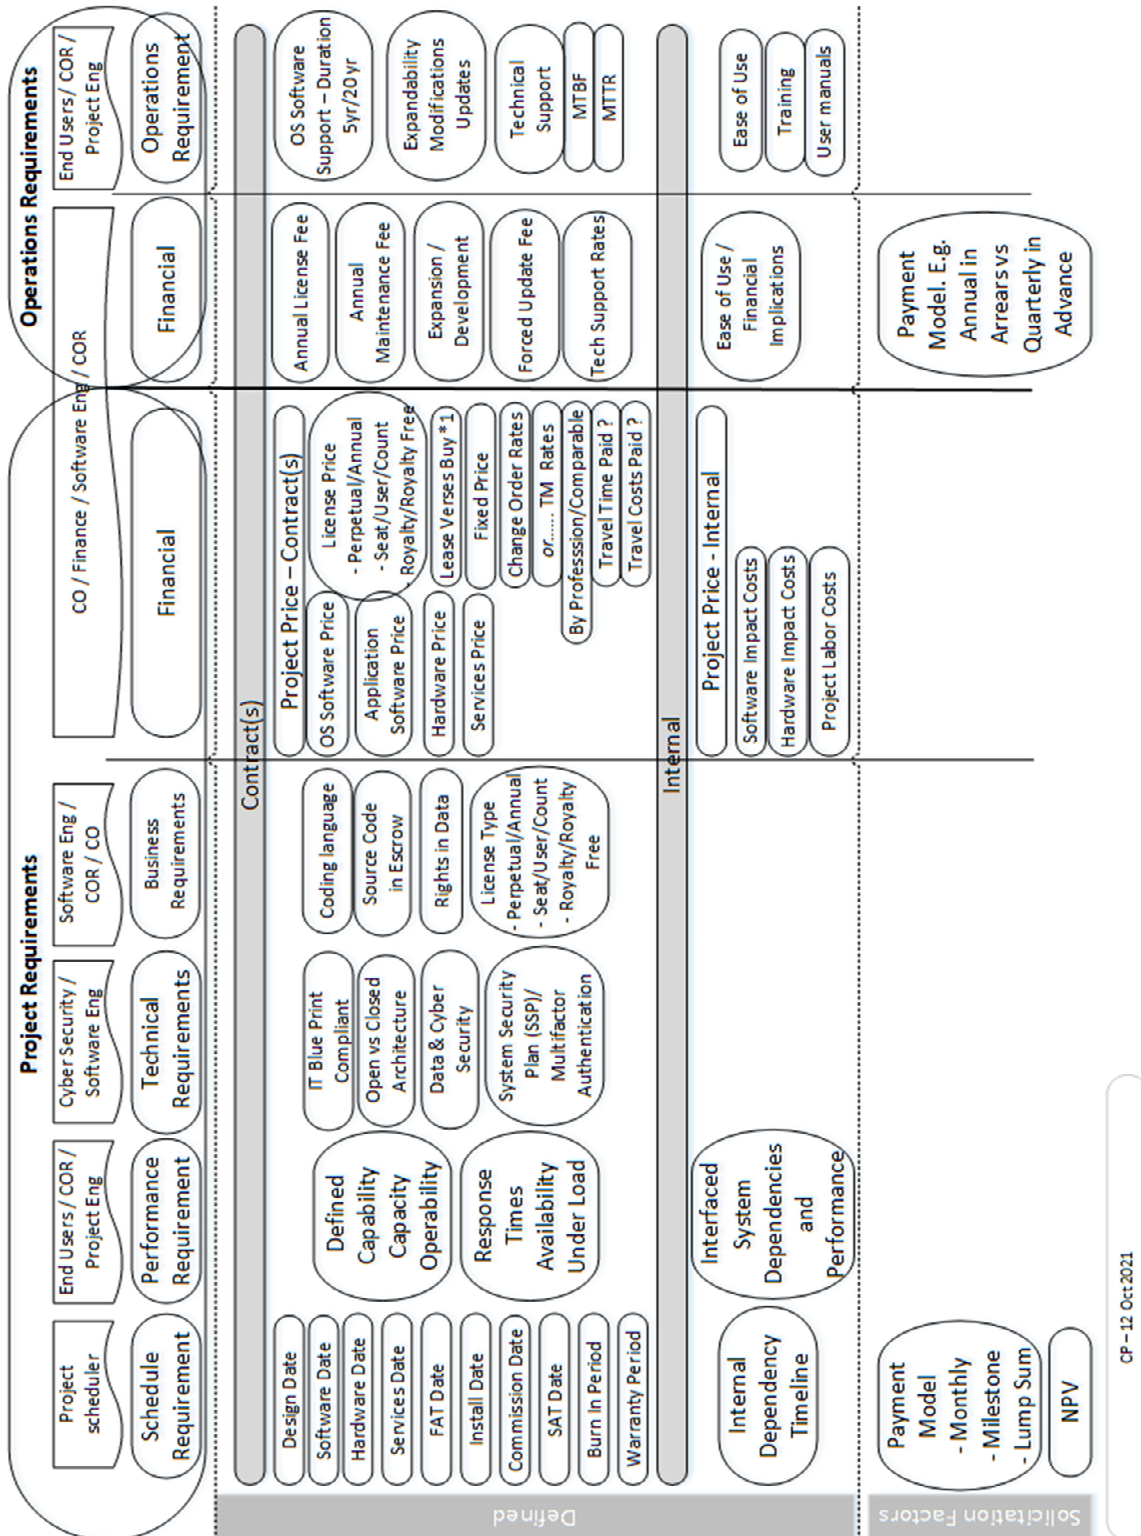 Project Requirements
Operations Requirements
Project
scheduler
End Users / COR /
Project Eng
Cyber Security /
Software Eng
Software Eng /
COR / CO
CO / Finance / Software Eng / COR
End Users / COR /
Project Eng
Schedule
Requirement
Performance
Requirement
Technical
Requirements
Business
Requirements
Financial
Financial
Operations
Requirement
Defined
Contract(s)
Design Date
Software Date
Hardware Date
Services Date
FAT Date
Install Date
Commission Date
SAT Date
Burn In Period
Warranty Period
Defined
Capability
Capacity
Operability
Response
Times
Availability
Under Load
IT Blue Print
Compliant
Open vs Closed
Architecture
Data & Cyber
Security
System Security
Plan (SSP)/
Multifactor
Authentication
Coding language
Source Code
in Escrow
Rights in Data
License Type
- Perpetual/Annual
- Seat/User/Count
- Royalty/Royalty
Free
Project Price – Contract(s)
OS Software Price
Application
Software Price
Hardware Price
Services Price
License Price
- Perpetual/Annual
- Seat/User/Count
- Royalty/Royalty Free
Lease Verses Buy *1
Fixed Price
Change Order Rates
or...... TM Rates
By Professsion/Comparable
Travel Time Paid ?
Travel Costs Paid ?
Annual License Fee
Annual
Maintenance Fee
Expansion /
Development
Forced Update Fee
Tech Support Rates
OS Software
Support – Duration
5yr/20 yr
Expandability
Modifications
Updates
Technical
Support
MTBF
MTTR
Internal
Internal
Dependency
Timeline
Interfaced
System
Dependencies
and
Performance
Project Price - Internal
Software Impact Costs
Hardware Impact Costs
Project Labor Costs
Ease of Use /
Financial
Implications
Ease of Use
Training
User manuals
Solicitation Factors
Payment
Model
- Monthly
- Milestone
- Lump Sum
NPV
Payment
Model. E.g.
Annual in
Arrears vs
Quarterly in
Advance
CP – 12 Oct 2021